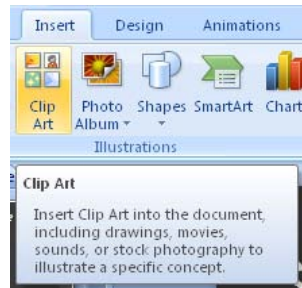 Insert Design Animations
Clip Art Photo Album Shapes SmartArt Chart
Illustrations
Clip Art
Insert Clip Art into the document,
including drawings, movies,
sounds, or stock photography to
illustrate a specific concept.